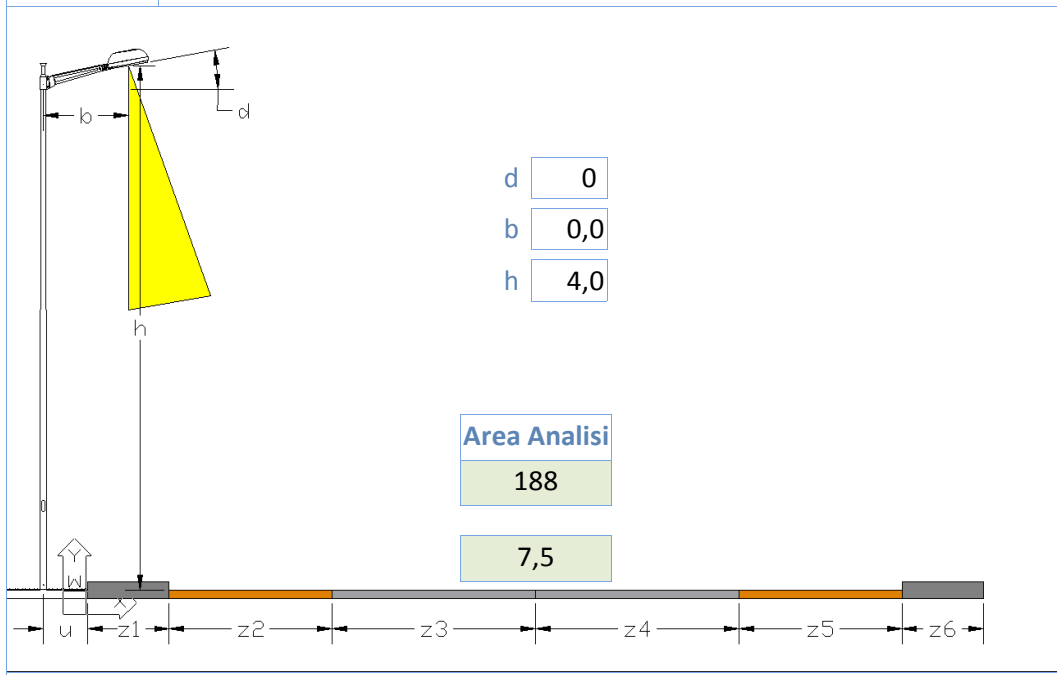 b
d
d 0
b 0,0
h 4,0
h
Area Analisi
188
7,5
Y
W
X
u z1 z2 z3 z4 z5 z6